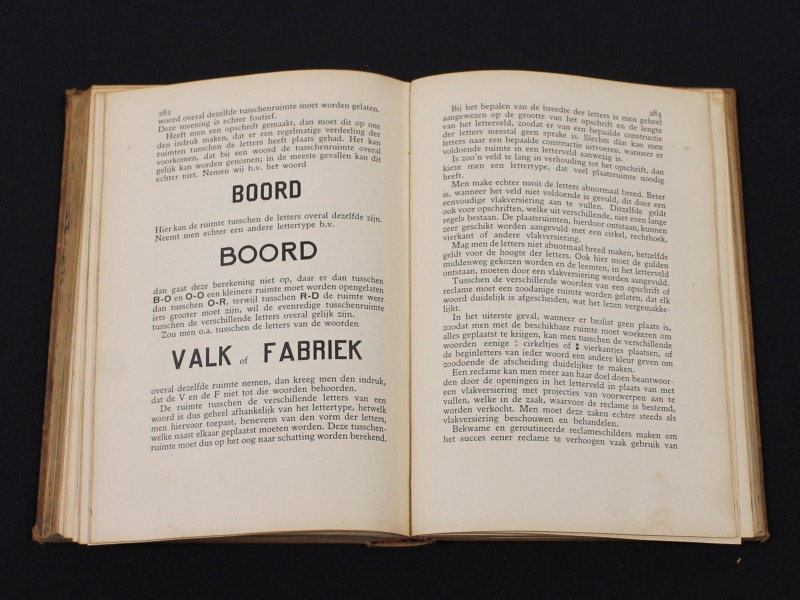 282
woord overal dezelfde tusschenruimte moet worden gelaten.
Deze meening is echter foutief.
Heeft men een opschrift gemaakt, dan moet dit op ons
den indruk maken, dat er een regelmatige verdeeling der
ruimten tusschen de letters heeft plaats gehad. Het kan
voorkomen, dat bij een woord de tusschenruimte overal
gelijk kan worden genomen; in de meeste gevallen kan dit
echter niet. Nemen wij b.v. het woord
BOORD
Hier kan de ruimte tusschen de letters overal dezelfde zijn.
Neemt men echter een andere lettertype b.v.
BOORD
dan gaat deze berekening niet op, daar er dan tusschen
B-O en O-O een kleinere ruimte moet worden opengelaten
dan tusschen O-R, terwijl tusschen R-D de ruimte weer
iets grooter moet zijn, wil de evenredige tusschenruimte
tusschen de verschillende letters overal gelijk zijn.
Zou men o.a. tusschen de letters van de woorden
VALK of FABRIEK
overal dezelfde ruimte nemen, dan kreeg men den indruk,
dat de V en de F niet tot die woorden behoorden.
De ruimte tusschen de verschillende letters van een
woord is dus geheel afhankelijk van het lettertype, hetwelk
men hiervoor toepast, benevens van den vorm der letters,
welke naast elkaar geplaatst moeten worden. Deze tusschen-
ruimte moet dus op het oog naar schatting worden berekend.
283
Bij het bepalen van de breedte der letters is men geheel
aangewezen op de grootte van het opschrift en de lengte
van het letterveld, zoodat er van een bepaalde constructie
der letters meestal geen sprake is. Slechts dàn kan men
letters naar een bepaalde constructie uitvoeren, wanneer er
voldoende ruimte in een letterveld aanwezig is.
Is zoo'n veld te lang in verhouding tot het opschrift, dan
kieze men een lettertype, dat veel plaatsruimte noodig
heeft.
Men make echter nooit de letters abnormaal breed. Beter
is, wanneer het veld niet voldoende is gevuld, dit door een
eenvoudige vlakversiering aan te vullen. Ditzelfde geldt
ook voor opschriften, welke uit verschillende, niet even lange
regels bestaan. De plaatsruimten, hierdoor ontstaan, kunnen
zeer geschikt worden aangevuld met een cirkel, rechthoek,
vierkant of andere vlakversiering.
Mag men de letters niet abnormaal breed maken, hetzelfde
geldt voor de hoogte der letters. Ook hier moet de gulden
middenweg gekozen worden en de leemten, in het letterveld
ontstaan, moeten door een vlakversiering worden aangevuld.
Tusschen de verschillende woorden van een opschrift of
reclame moet een zoodanige ruimte worden gelaten, dat elk
woord duidelijk is afgescheiden, wat het lezen vergemakke-
lijkt.
In het uiterste geval, wanneer er beslist geen plaats is,
zoodat men met de beschikbare ruimte moet woekeren om
alles geplaatst te krijgen, kan men tusschen de verschillende
woorden eenige : cirkeltjes of : vierkantjes plaatsen, of
de beginletters van ieder woord een andere kleur geven om
zoodoende de afscheiding duidelijker te maken.
Een reclame kan men meer aan haar doel doen beantwoor-
den door de openingen in het letterveld in plaats van met
een vlakversiering met projecties van voorwerpen aan te
vullen, welke in de zaak, waarvoor de reclame is bestemd,
worden verkocht. Men moet deze zaken echter steeds als
vlakversiering beschouwen en behandelen.
Bekwame en geroutineerde reclameschilders maken om
het succes eener reclame te verhoogen vaak gebruik van